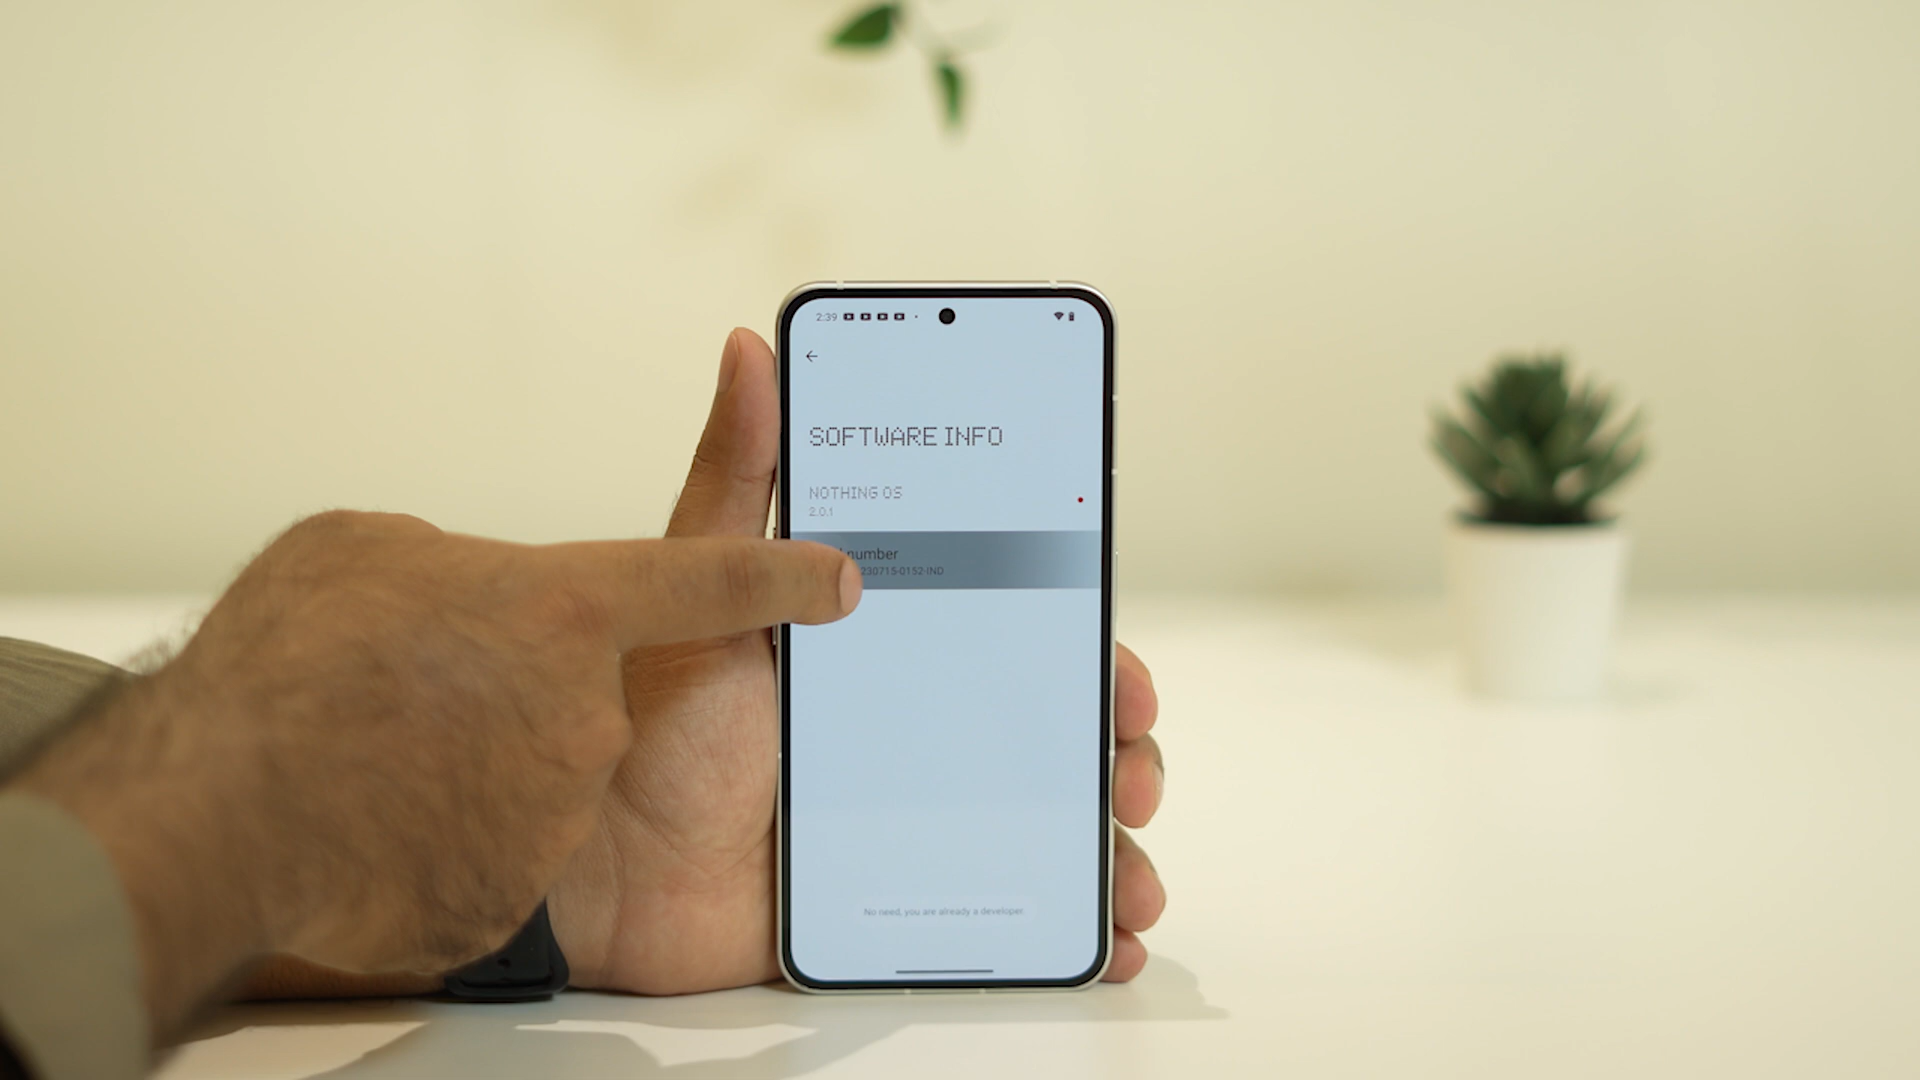 2:39
SOFTWARE INFO
NOTHING OS
2.0.1
number
230715-0152-IND
No need, you are already a developer.